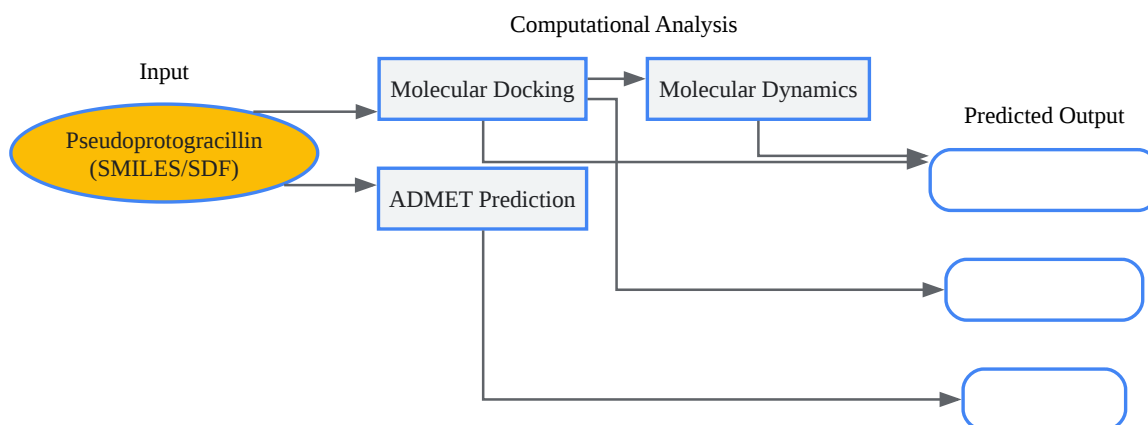 Computational Analysis
Input
Molecular Docking
Molecular Dynamics
Predicted Output
Pseudoprotogracillin
(SMILES/SDF)
ADMET Prediction